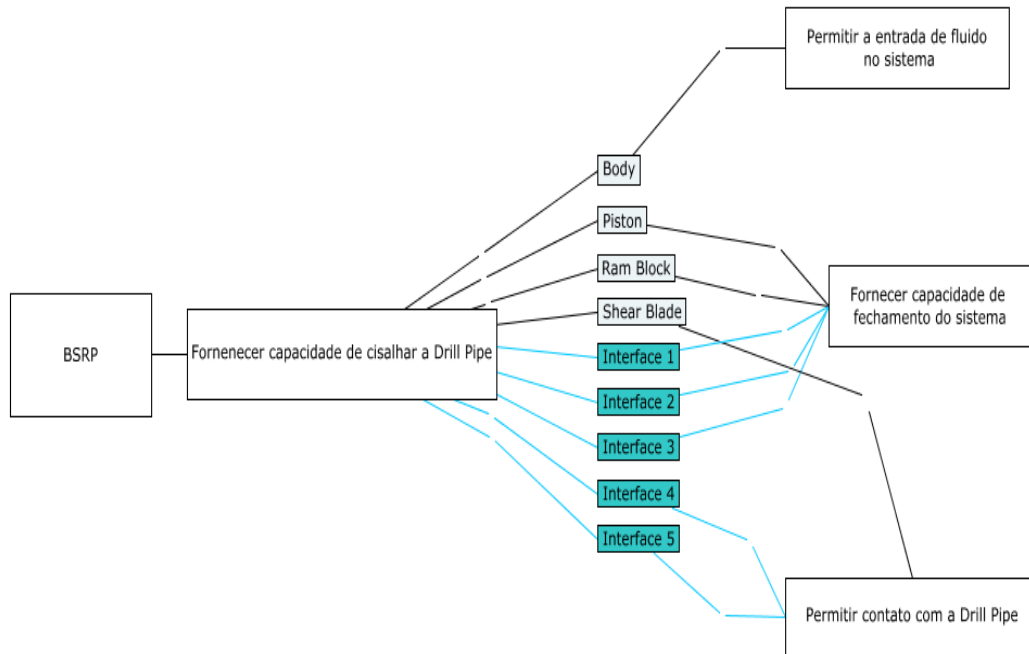 Permitir a entrada de fluido
no sistema
Body
Piston
Ram Block
Shear Blade
Interface 1
Interface 2
Interface 3
Interface 4
Interface 5
BSRP
Fornenecer capacidade de cisalhar a Drill Pipe
Fornecer capacidade de
fechamento do sistema
Permitir contato com a Drill Pipe